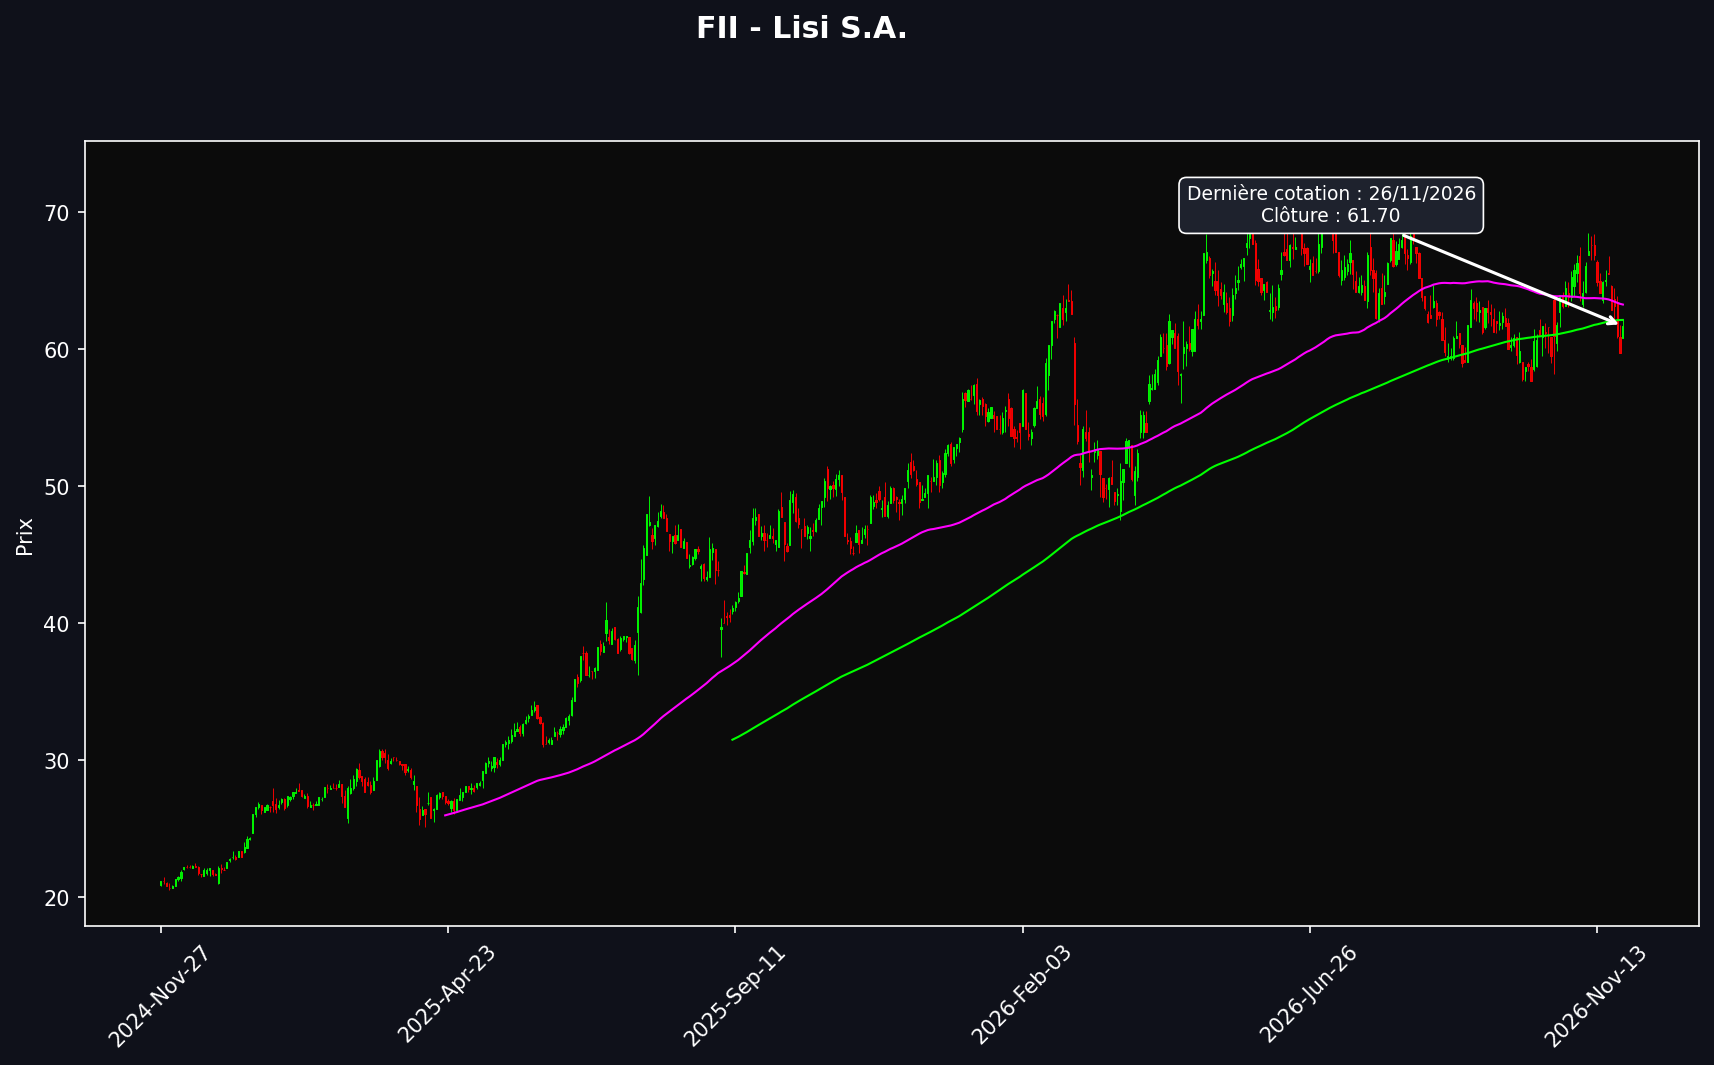 FII - Lisi S.A.
Dernière cotation : 26/11/2026
Clôture : 61.70
Prix
70
60
50
40
30
20
2024-Nov-27
2025-Apr-23
2025-Sep-11
2026-Feb-03
2026-Jun-26
2026-Nov-13